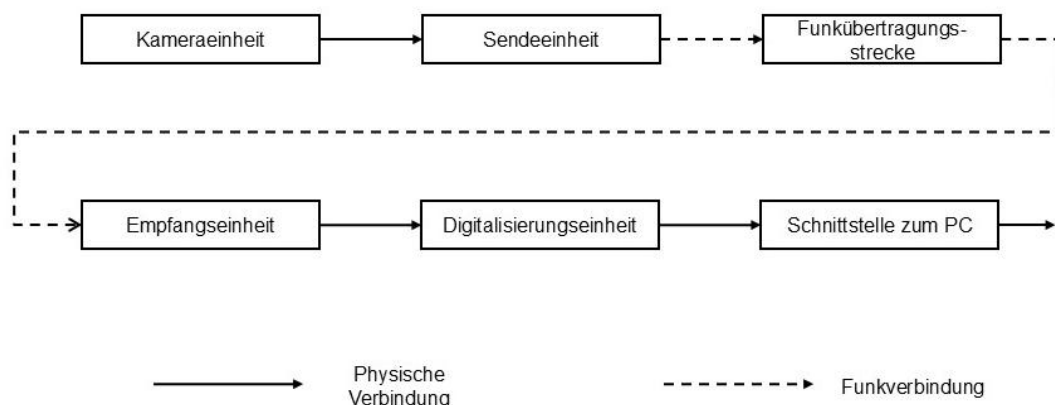 Kameraeinheit
Sendeeinheit
Funkübertragungs-
strecke
Empfangseinheit
Digitalisierungseinheit
Schnittstelle zum PC
Physische
Verbindung
Funkverbindung